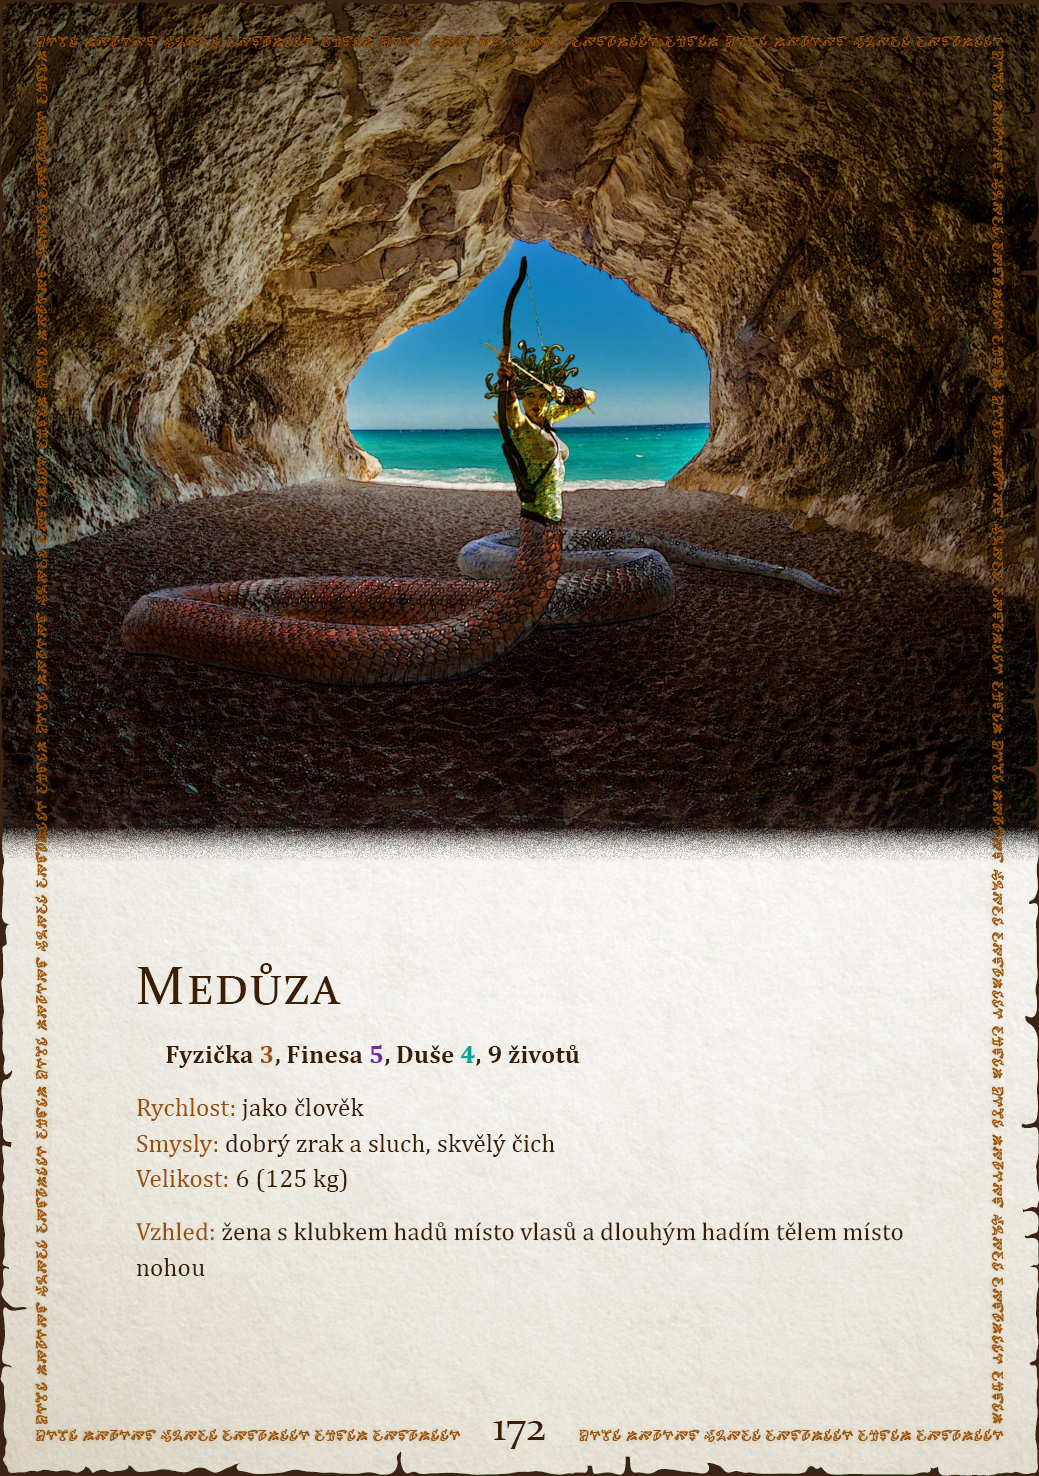 Medůza
Fyzička 3, Finesa 5, Duše 4, 9 životů
Rychlost: jako člověk
Smysly: dobrý zrak a sluch, skvělý čich
Velikost: 6 (125 kg)
Vzhled: žena s klubkem hadů místo vlasů a dlouhým hadím tělem místo
nohou
172